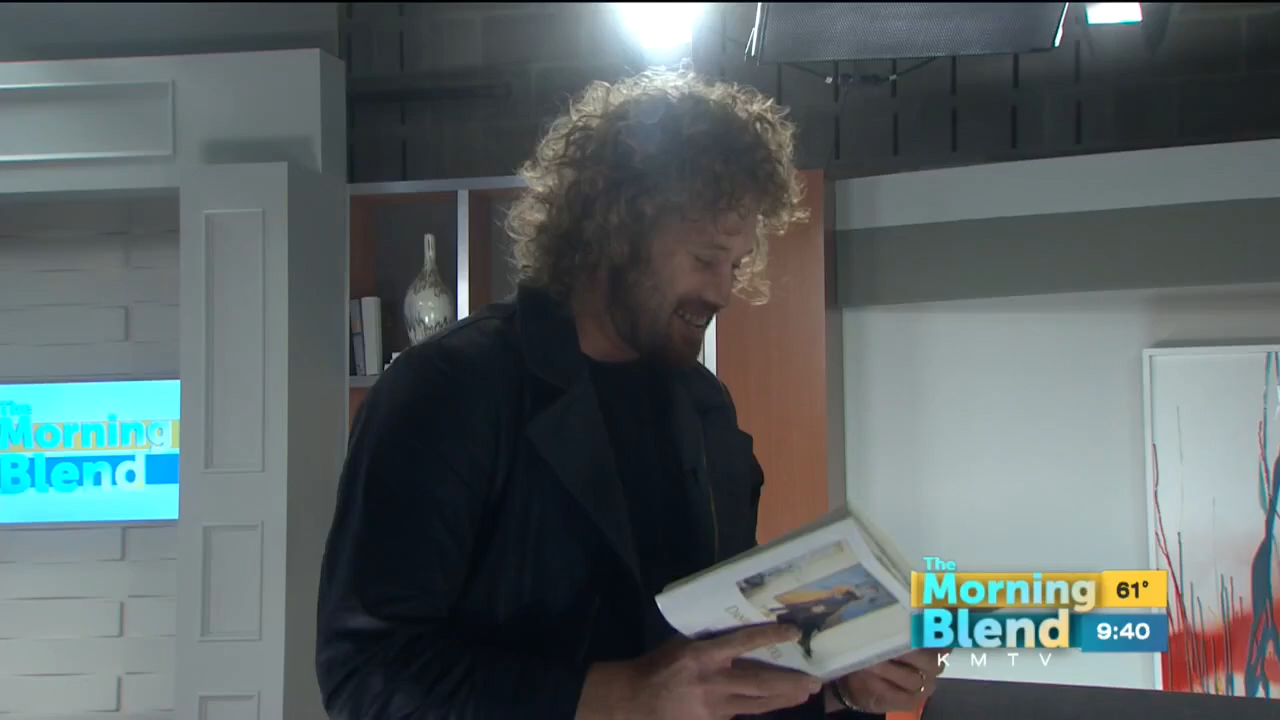 The
Morning
Blend
The
Morning 61°
Blend 9:40
KMTV